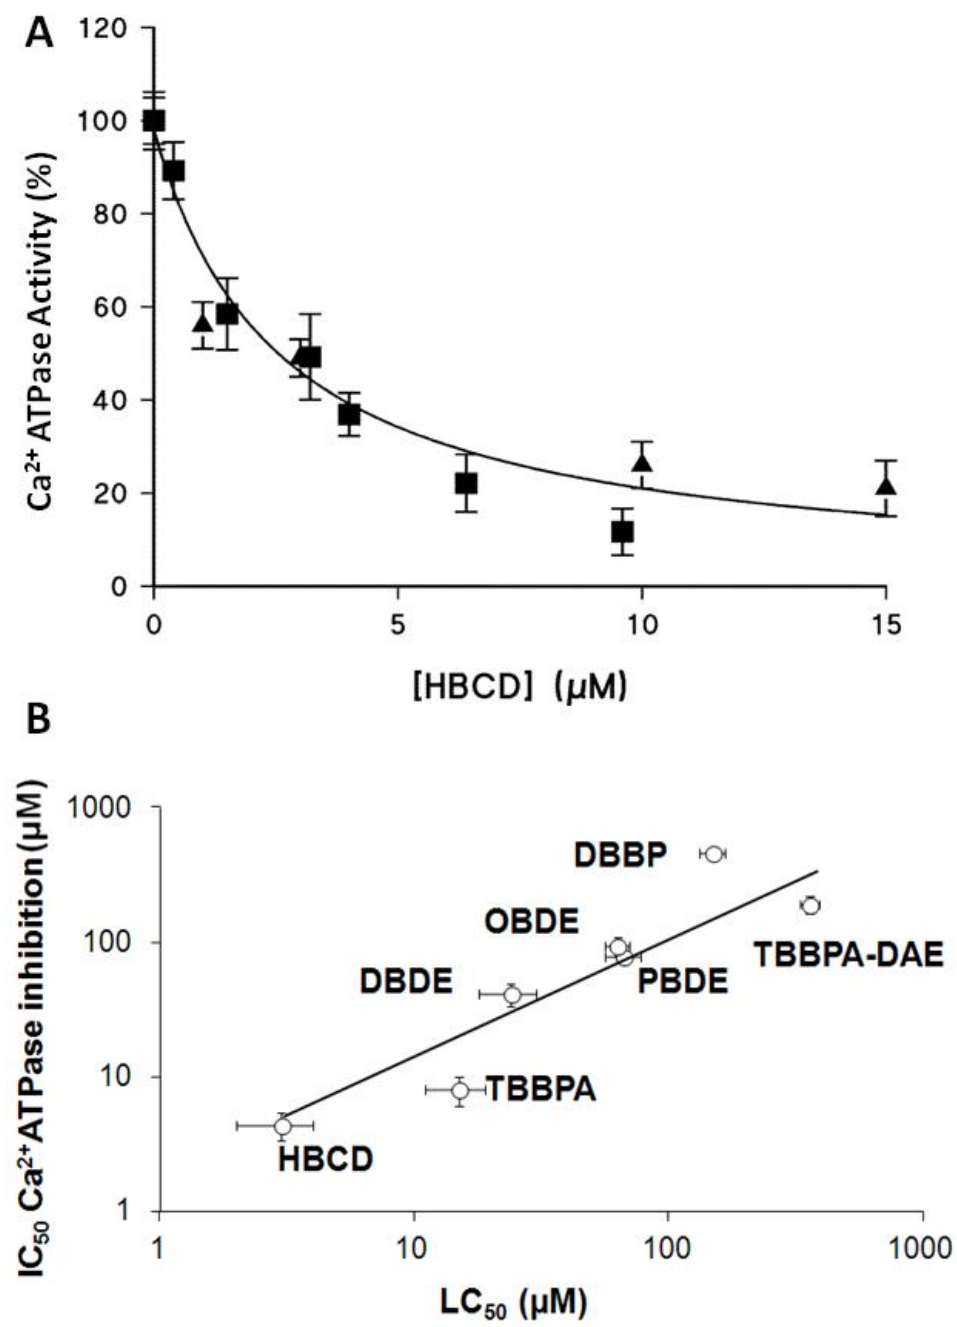 A
120
100
80
60
40
20
0
Ca²⁺ ATPase Activity (%)
0 5 10 15
[HBCD] (μM)
B
1000
100
10
1
IC₅₀ Ca²⁺ATPase inhibition (μM)
DBBP
OBDE
TBBPA-DAE
DBDE
PBDE
TBBPA
HBCD
1 10 100 1000
LC₅₀ (μM)